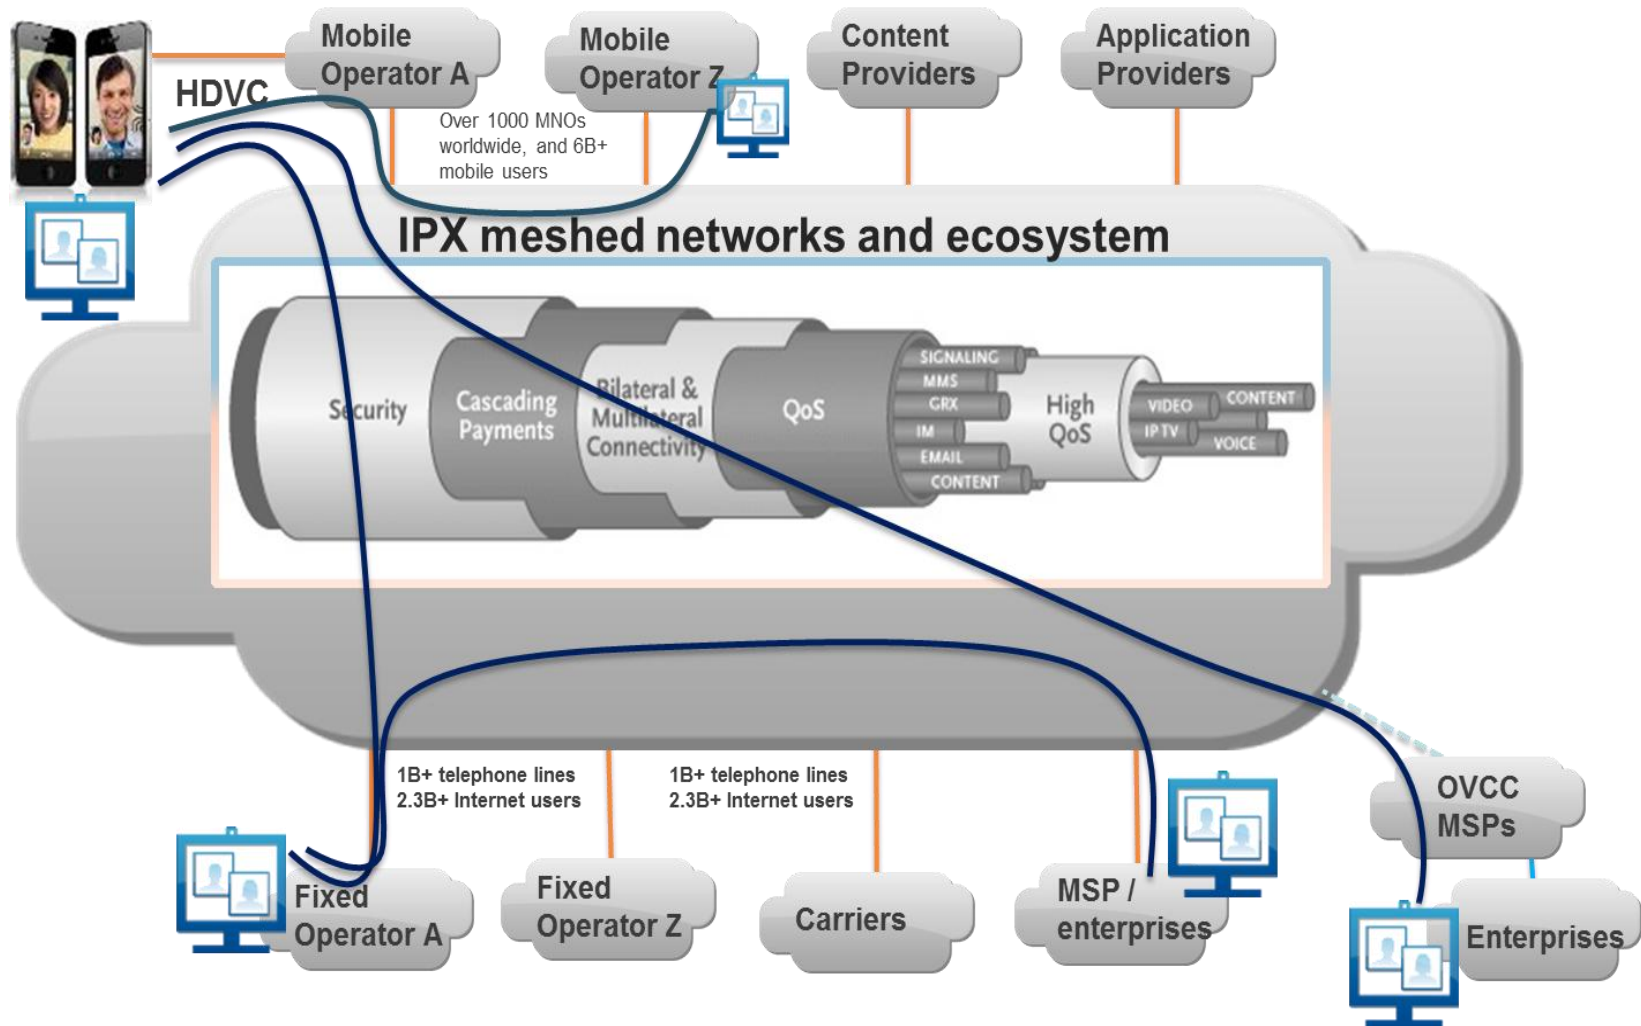 Mobile
Operator A
Mobile
Operator Z
Content
Providers
Application
Providers
HDVC
Over 1000 MNOs
worldwide, and 6B+
mobile users
IPX meshed networks and ecosystem
Security
Cascading
Payments
Bilateral &
Multilateral
Connectivity
QoS
SIGNALING
MMS
GRX
IM
EMAIL
CONTENT
High
QoS
VIDEO
CONTENT
IPTV
VOICE
1B+ telephone lines
2.3B+ Internet users
1B+ telephone lines
2.3B+ Internet users
OVCC
MSPs
Fixed
Operator A
Fixed
Operator Z
Carriers
MSP /
enterprises
Enterprises